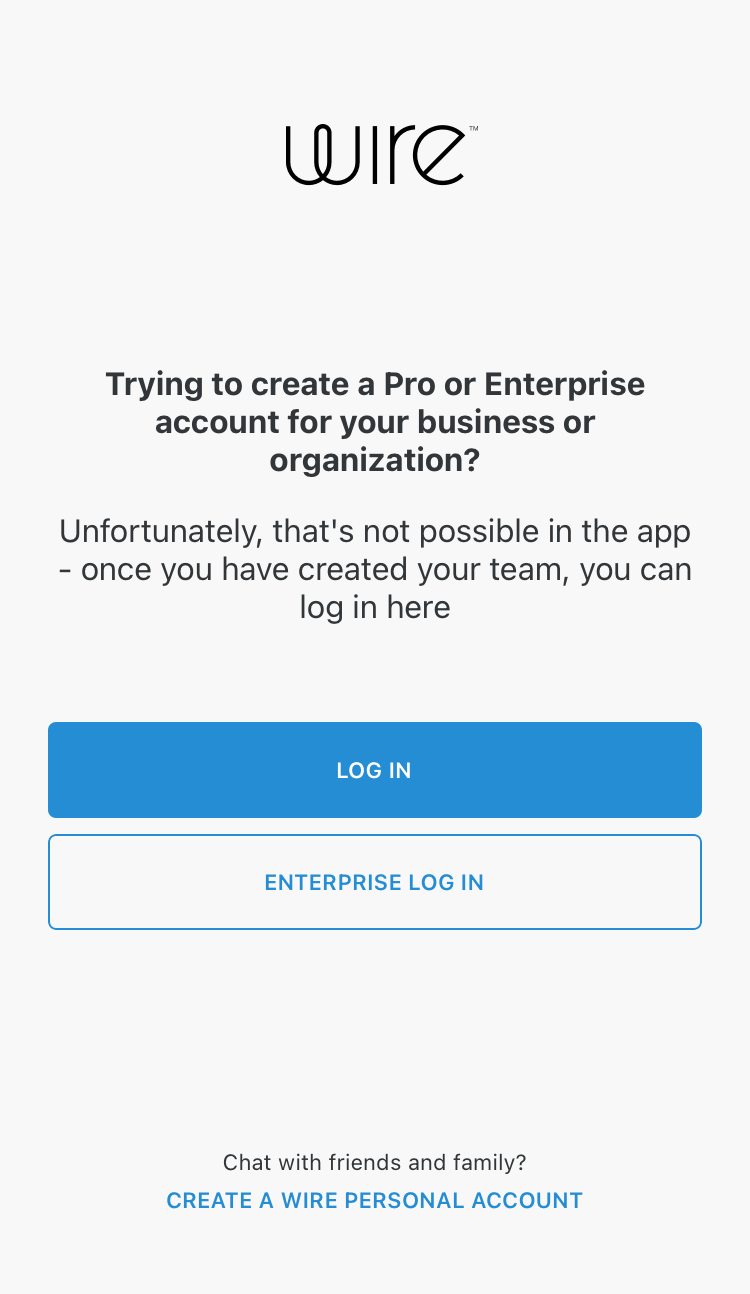 wire™
Trying to create a Pro or Enterprise
account for your business or
organization?
Unfortunately, that's not possible in the app
- once you have created your team, you can
log in here
LOG IN
ENTERPRISE LOG IN
Chat with friends and family?
CREATE A WIRE PERSONAL ACCOUNT